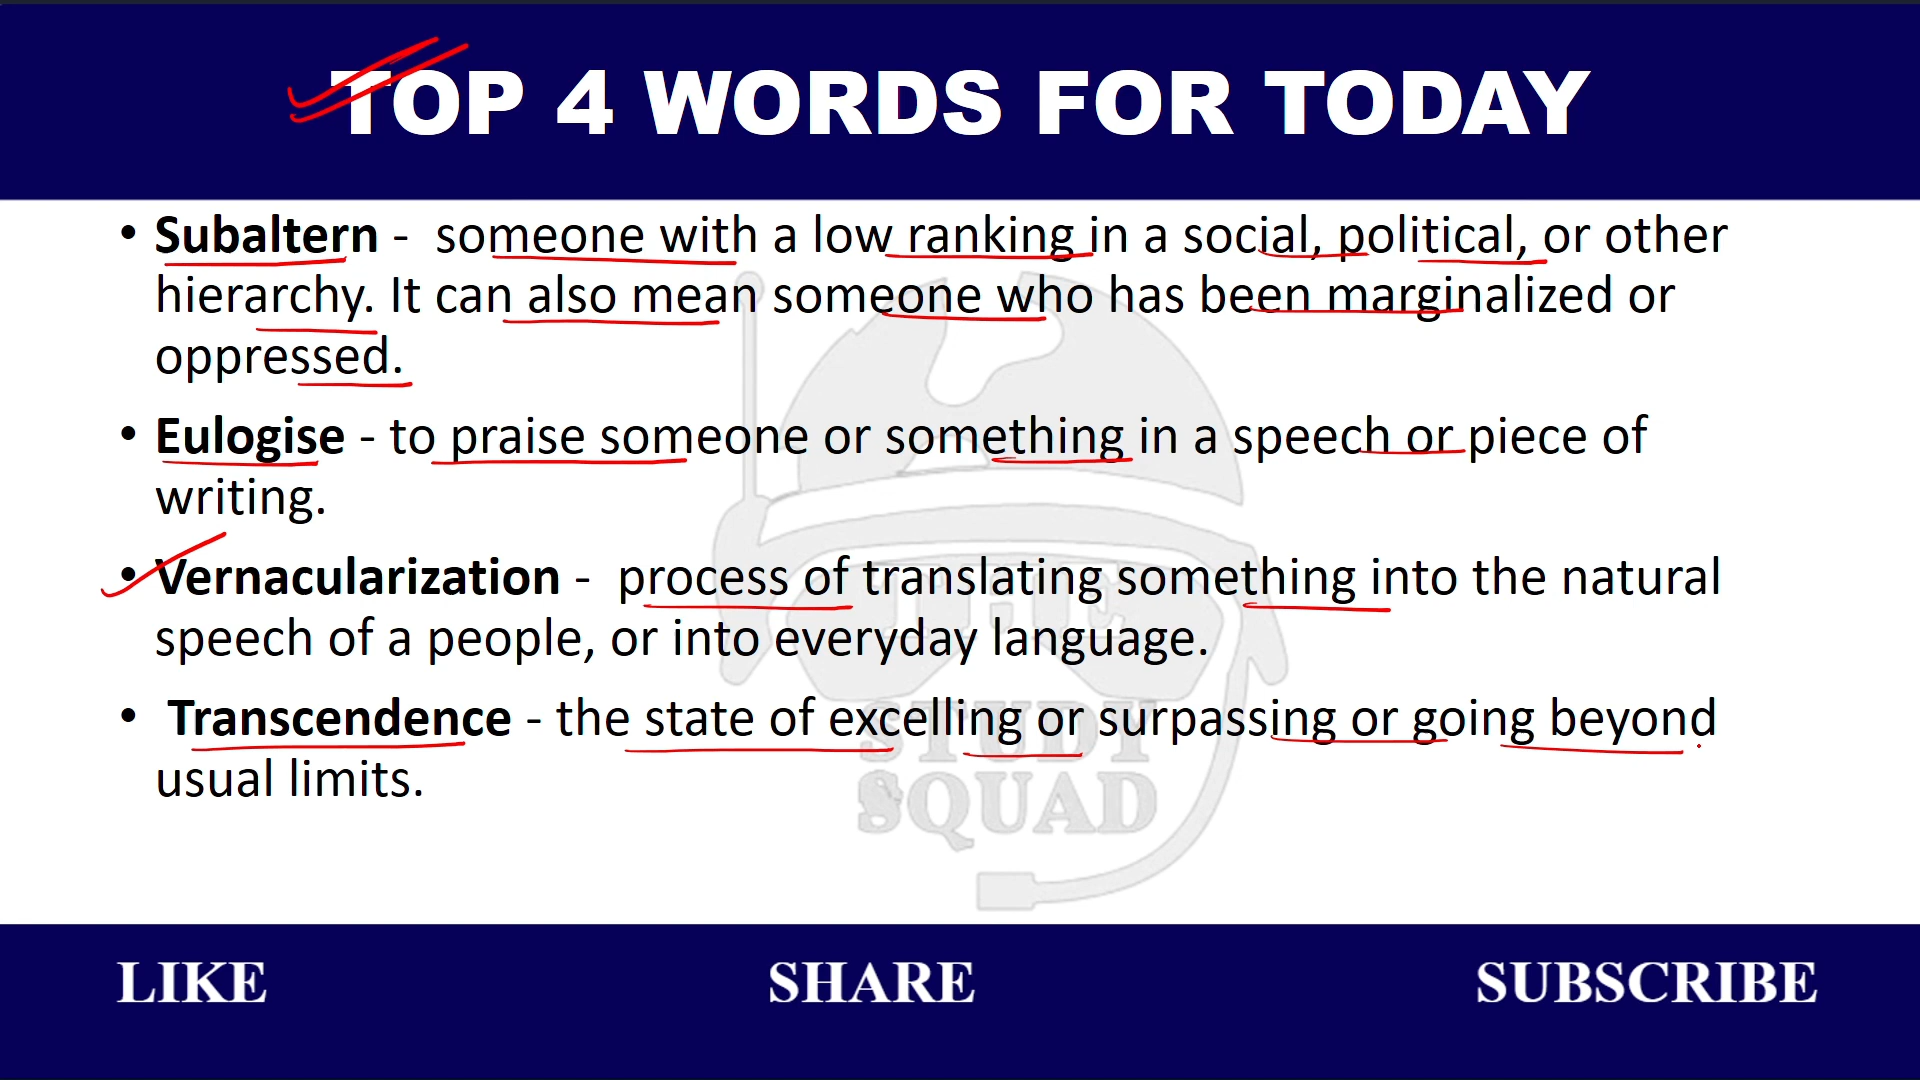 TOP 4 WORDS FOR TODAY
• Subaltern - someone with a low ranking in a social, political, or other
hierarchy. It can also mean someone who has been marginalized or
oppressed.
• Eulogise - to praise someone or something in a speech or piece of
writing.
• Vernacularization - process of translating something into the natural
speech of a people, or into everyday language.
• Transcendence - the state of excelling or surpassing or going beyond
usual limits.
THE
STUDY
SQUAD
LIKE SHARE SUBSCRIBE